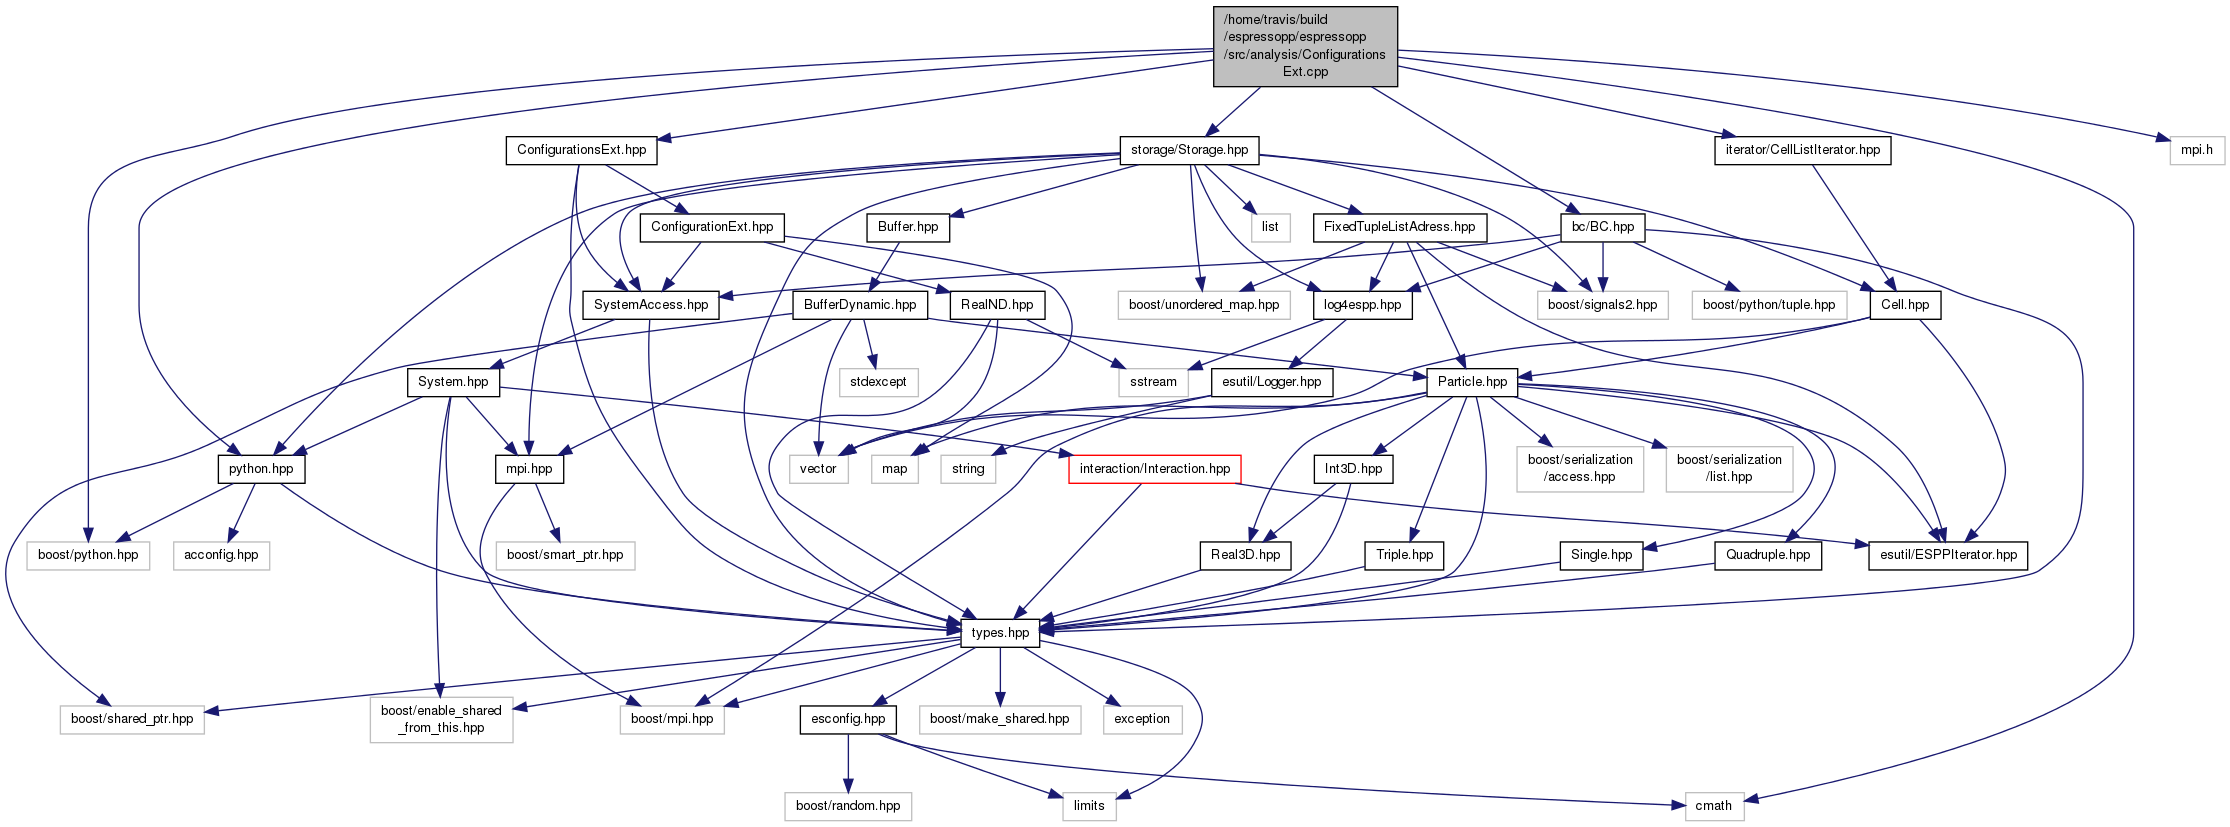 /home/travis/build
/espressopp/espressopp
/src/analysis/Configurations
Ext.cpp
ConfigurationsExt.hpp
storage/Storage.hpp
iterator/CellListIterator.hpp
mpi.h
ConfigurationExt.hpp
Buffer.hpp
list
FixedTupleListAdress.hpp
bc/BC.hpp
SystemAccess.hpp
BufferDynamic.hpp
RealND.hpp
boost/unordered_map.hpp
log4espp.hpp
boost/signals2.hpp
boost/python/tuple.hpp
Cell.hpp
System.hpp
stdexcept
sstream
esutil/Logger.hpp
Particle.hpp
python.hpp
mpi.hpp
vector
map
string
interaction/Interaction.hpp
Int3D.hpp
boost/serialization
/access.hpp
boost/serialization
/list.hpp
boost/python.hpp
acconfig.hpp
boost/smart_ptr.hpp
Real3D.hpp
Triple.hpp
Single.hpp
Quadruple.hpp
esutil/ESPPIterator.hpp
types.hpp
boost/shared_ptr.hpp
boost/enable_shared
_from_this.hpp
boost/mpi.hpp
esconfig.hpp
boost/make_shared.hpp
exception
boost/random.hpp
limits
cmath